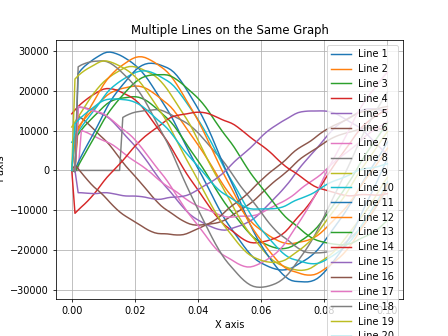 Multiple Lines on the Same Graph
30000
20000
10000
0
−10000
−20000
−30000
0.00
0.02
0.04
0.06
X axis
Line 1
Line 2
Line 3
Line 4
Line 5
Line 6
Line 7
Line 8
Line 9
Line 10
Line 11
Line 12
Line 13
Line 14
Line 15
Line 16
Line 17
Line 18
Line 19
Line 20